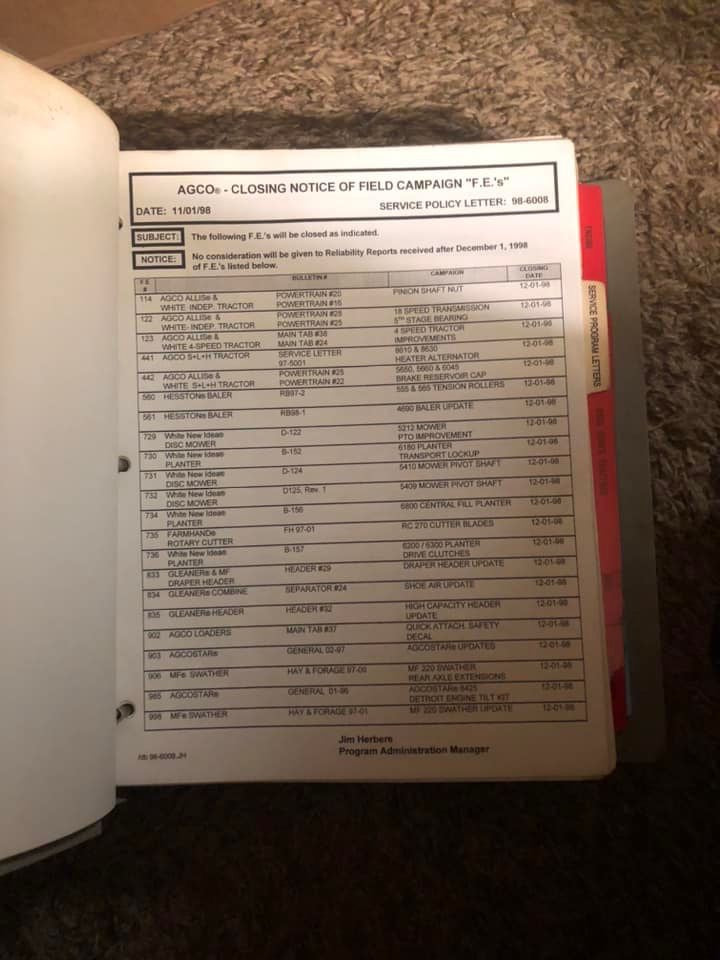 AGCO® - CLOSING NOTICE OF FIELD CAMPAIGN "F.E.'s"
DATE: 11/01/98 SERVICE POLICY LETTER: 98-6008
SUBJECT: The following F.E.'s will be closed as indicated.
NOTICE: No consideration will be given to Reliability Reports received after December 1, 1998
of F.E.'s listed below.
F.E. # BULLETIN# CAMPAIGN CLOSING DATE
114 AGCO ALLIS® & POWERTRAIN #20 PINION SHAFT NUT 12-01-98
WHITE INDEP. TRACTOR POWERTRAIN #16
122 AGCO ALLIS® & POWERTRAIN #28 18 SPEED TRANSMISSION 12-01-98
WHITE- INDEP. TRACTOR POWERTRAIN #25 5TH STAGE BEARING
123 AGCO ALLIS® & MAIN TAB #38 4 SPEED TRACTOR 12-01-98
WHITE 4-SPEED TRACTOR MAIN TAB #24 IMPROVEMENTS
441 AGCO S+L+H TRACTOR SERVICE LETTER 8610 & 8630 12-01-98
97-5001 HEATER ALTERNATOR
442 AGCO ALLIS® & POWERTRAIN #25 5650, 5660 & 6045 12-01-98
WHITE S+L+H TRACTOR POWERTRAIN #22 BRAKE RESERVOIR CAP
560 HESSTON® BALER RB97-2 555 & 565 TENSION ROLLERS 12-01-98
561 HESSTON® BALER RB98-1 4690 BALER UPDATE 12-01-98
729 White New Idea® D-122 5212 MOWER 12-01-98
DISC MOWER PTO IMPROVEMENT
730 White New Idea® B-152 6180 PLANTER 12-01-98
PLANTER TRANSPORT LOCKUP
731 White New Idea® D-124 5410 MOWER PIVOT SHAFT 12-01-98
DISC MOWER
732 White New Idea® D125, Rev. 1 5409 MOWER PIVOT SHAFT 12-01-98
DISC MOWER
734 White New Idea® B-156 6800 CENTRAL FILL PLANTER 12-01-98
PLANTER
735 FARMHAND® FH 97-01 RC 270 CUTTER BLADES 12-01-98
ROTARY CUTTER
736 White New Idea® B-157 6200 / 6300 PLANTER 12-01-98
PLANTER DRIVE CLUTCHES
833 GLEANER® & MF HEADER #29 DRAPER HEADER UPDATE 12-01-98
DRAPER HEADER
834 GLEANER® COMBINE SEPARATOR #24 SHOE AIR UPDATE 12-01-98
835 GLEANER® HEADER HEADER #32 HIGH CAPACITY HEADER 12-01-98
UPDATE
902 AGCO LOADERS MAIN TAB #37 QUICK ATTACH. SAFETY 12-01-98
DECAL
903 AGCOSTAR® GENERAL 02-97 AGCOSTAR® UPDATES 12-01-98
906 MF® SWATHER HAY & FORAGE 97-00 MF 220 SWATHER 12-01-98
REAR AXLE EXTENSIONS
985 AGCOSTAR® GENERAL 01-96 AGCOSTAR® 8425 12-01-98
DETROIT ENGINE TILT KIT
998 MF® SWATHER HAY & FORAGE 97-01 MF 220 SWATHER UPDATE 12-01-98
Jim Herbere
Program Administration Manager
98-6008.JH
SERVICE PROGRAM LETTERS